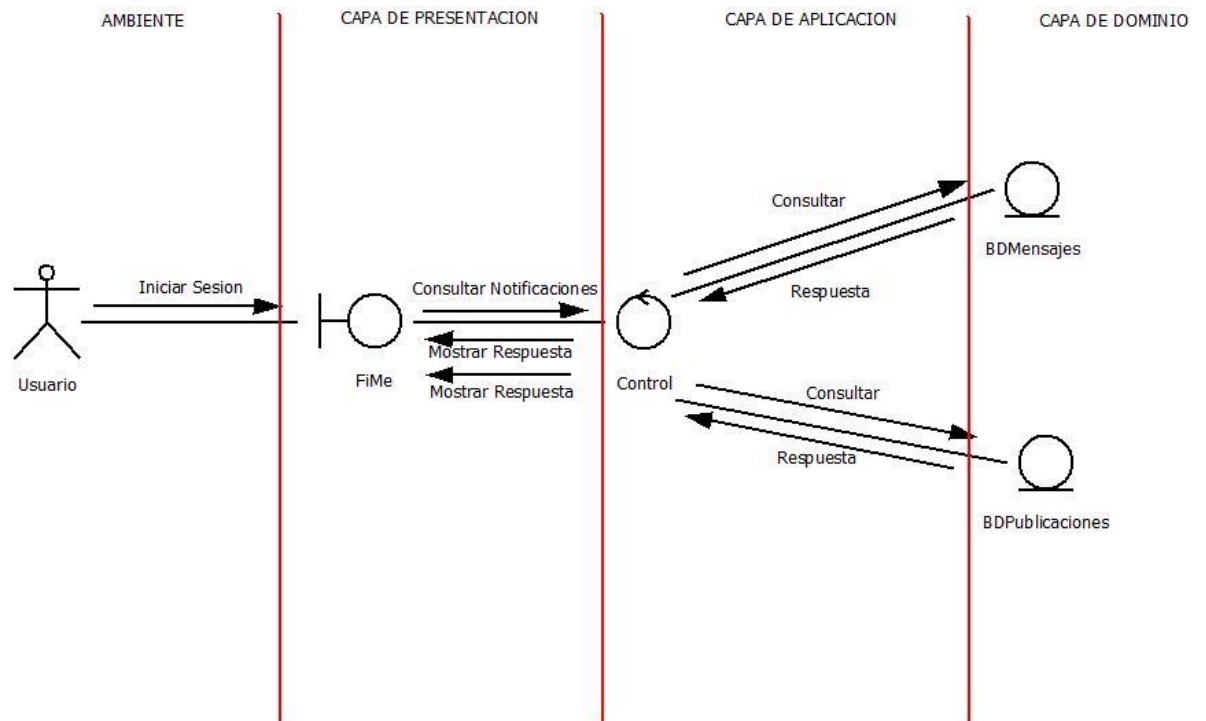 AMBIENTE
CAPA DE PRESENTACION
CAPA DE APLICACION
CAPA DE DOMINIO
Consultar
BDMensajes
Iniciar Sesion
Consultar Notificaciones
Respuesta
Mostrar Respuesta
Usuario
FiMe
Mostrar Respuesta
Control
Consultar
Respuesta
BDPublicaciones